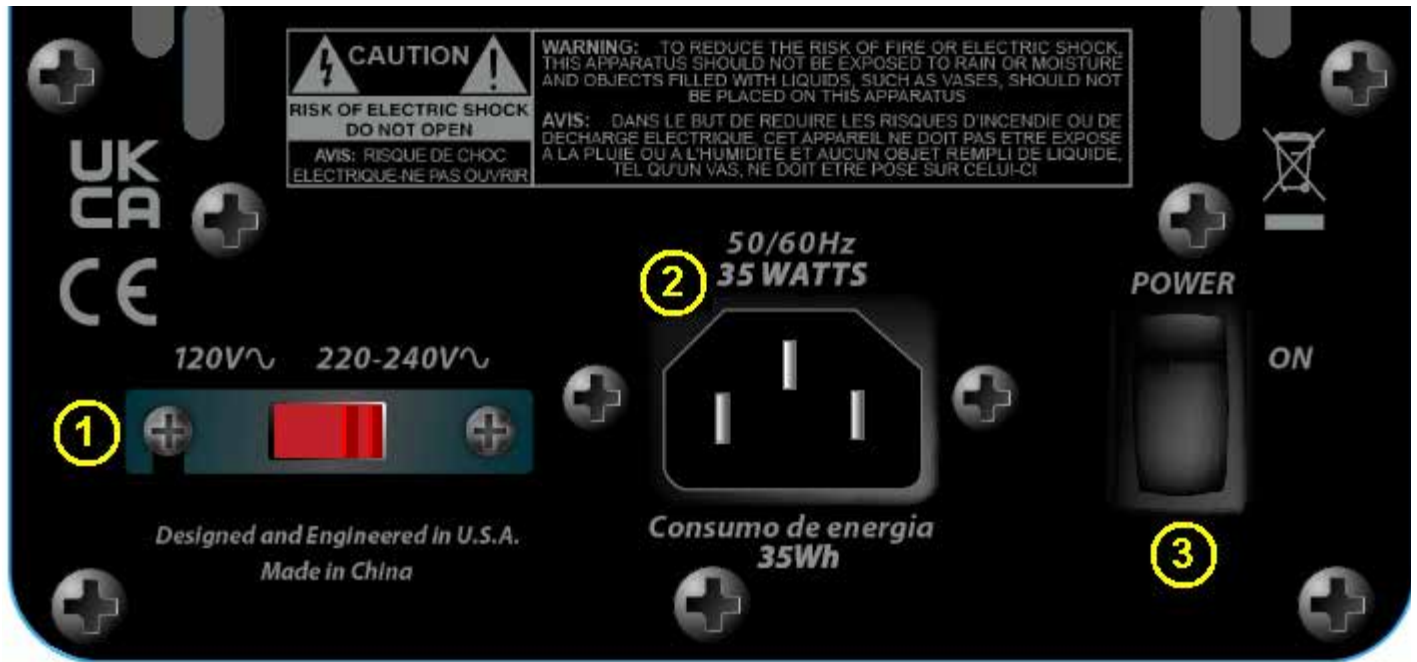 CAUTION
RISK OF ELECTRIC SHOCK
DO NOT OPEN
AVIS: RISQUE DE CHOC
ELECTRIQUE-NE PAS OUVRIR
WARNING: TO REDUCE THE RISK OF FIRE OR ELECTRIC SHOCK,
THIS APPARATUS SHOULD NOT BE EXPOSED TO RAIN OR MOISTURE
AND OBJECTS FILLED WITH LIQUIDS, SUCH AS VASES, SHOULD NOT
BE PLACED ON THIS APPARATUS
AVIS: DANS LE BUT DE REDUIRE LES RISQUES D'INCENDIE OU DE
DECHARGE ELECTRIQUE, CET APPAREIL NE DOIT PAS ETRE EXPOSE
A LA PLUIE OU A L'HUMIDITE ET AUCUN OBJET REMPLI DE LIQUIDE,
TEL QU'UN VAS, NE DOIT ETRE POSE SUR CELUI-CI
UK
CA
CE
50/60Hz
35 WATTS
2
POWER
ON
120V∿ 220-240V∿
1
Designed and Engineered in U.S.A.
Made in China
Consumo de energia
35Wh
3